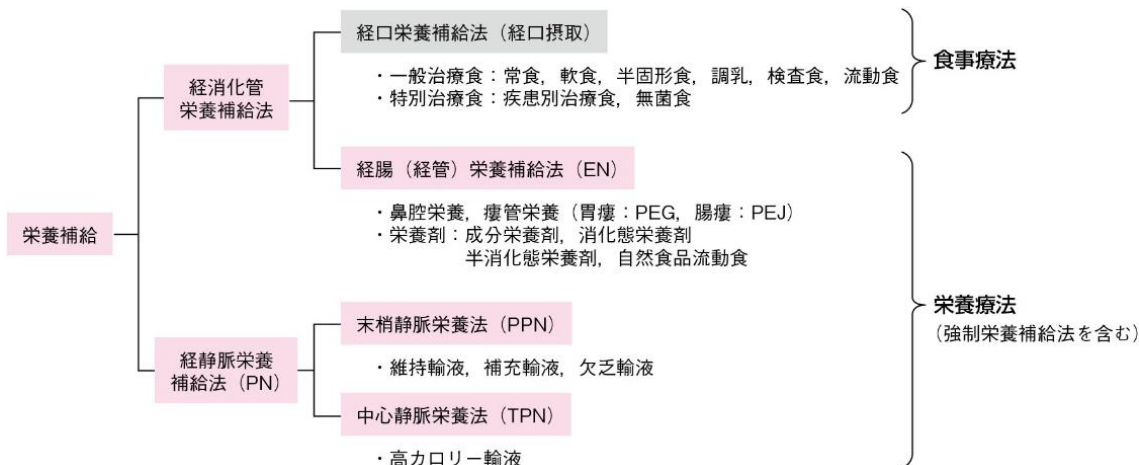 経口栄養補給法（経口摂取）
・一般治療食：常食，軟食，半固形食，調乳，検査食，流動食
・特別治療食：疾患別治療食，無菌食
食事療法
経消化管
栄養補給法
経腸（経管）栄養補給法（EN）
・鼻腔栄養，瘻管栄養（胃瘻：PEG，腸瘻：PEJ）
・栄養剤：成分栄養剤，消化態栄養剤
半消化態栄養剤，自然食品流動食
栄養補給
末梢静脈栄養法（PPN）
・維持輸液，補充輸液，欠乏輸液
経静脈栄養
補給法（PN）
中心静脈栄養法（TPN）
・高カロリー輸液
栄養療法
（強制栄養補給法を含む）